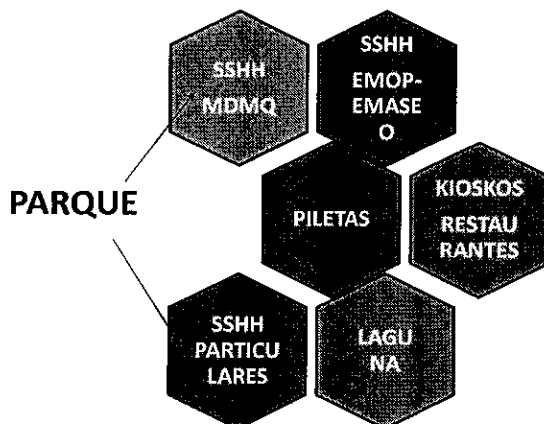 SSHH
MDMQ
SSHH
EMOP-
EMASE
O
PARQUE
PILETAS
KIOSKOS
RESTAU
RANTES
SSHH
PARTICU
LARES
LAGU
NA